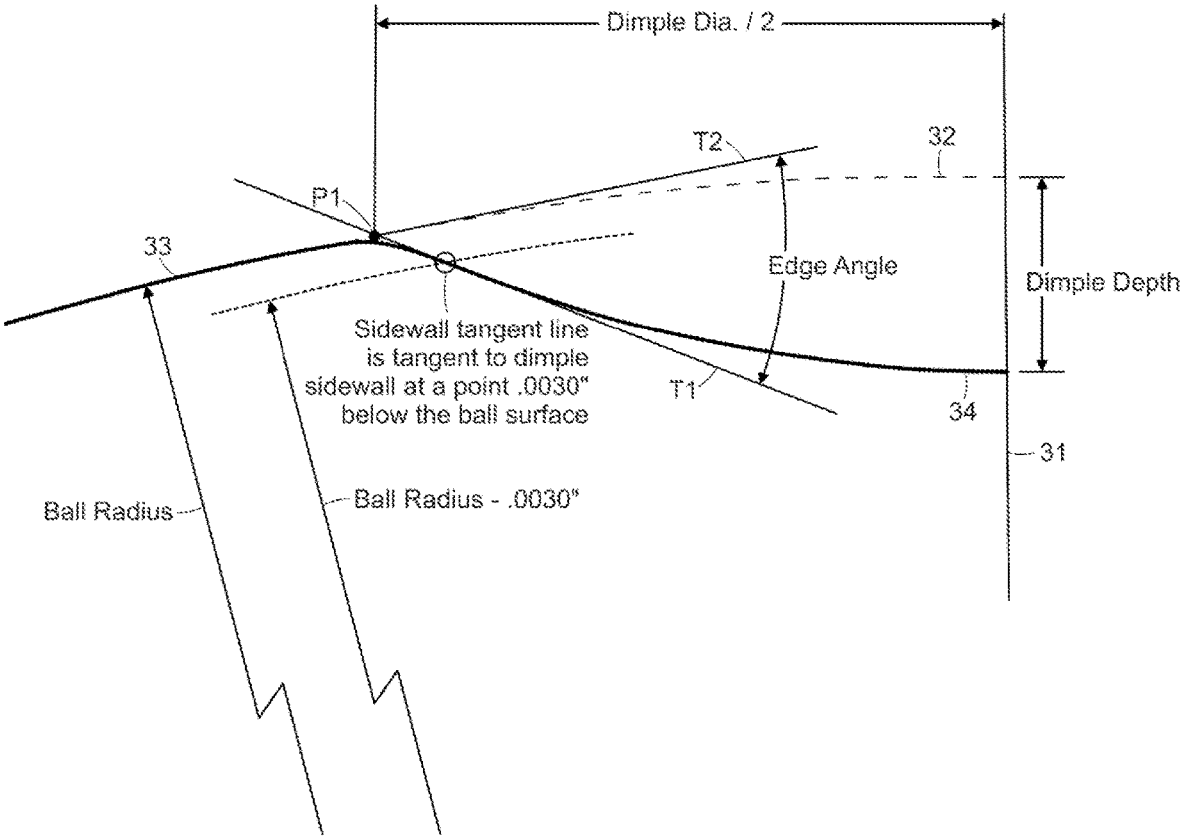 Dimple Dia. / 2
T2
32
P1
33
Edge Angle
Dimple Depth
Sidewall tangent line
is tangent to dimple
sidewall at a point .0030"
below the ball surface
T1
34
31
Ball Radius
Ball Radius - .0030"